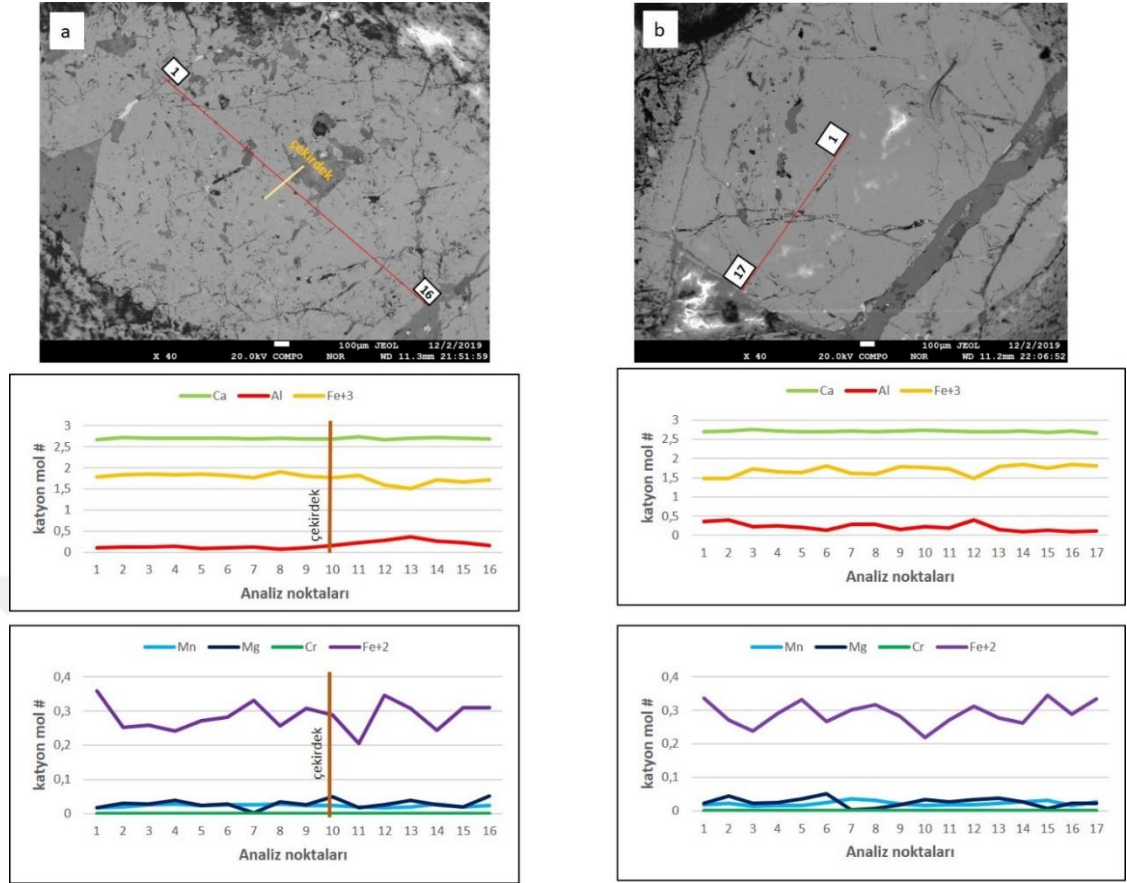 a
1
çekirdek
16
100µm JEOL 12/2/2019
X 40 20.0kV COMPO NOR WD 11.3mm 21:51:59
Ca Al Fe+3
katyon mol #
3
2,5
2
1,5
1
0,5
0
çekirdek
1 2 3 4 5 6 7 8 9 10 11 12 13 14 15 16
Analiz noktaları
Mn Mg Cr Fe+2
katyon mol #
0,4
0,3
0,2
0,1
0
çekirdek
1 2 3 4 5 6 7 8 9 10 11 12 13 14 15 16
Analiz noktaları
b
1
17
100µm JEOL 12/2/2019
X 40 20.0kV COMPO NOR WD 11.2mm 22:06:52
Ca Al Fe+3
katyon mol #
3
2,5
2
1,5
1
0,5
0
1 2 3 4 5 6 7 8 9 10 11 12 13 14 15 16 17
Analiz noktaları
Mn Mg Cr Fe+2
katyon mol #
0,4
0,3
0,2
0,1
0
1 2 3 4 5 6 7 8 9 10 11 12 13 14 15 16 17
Analiz noktaları